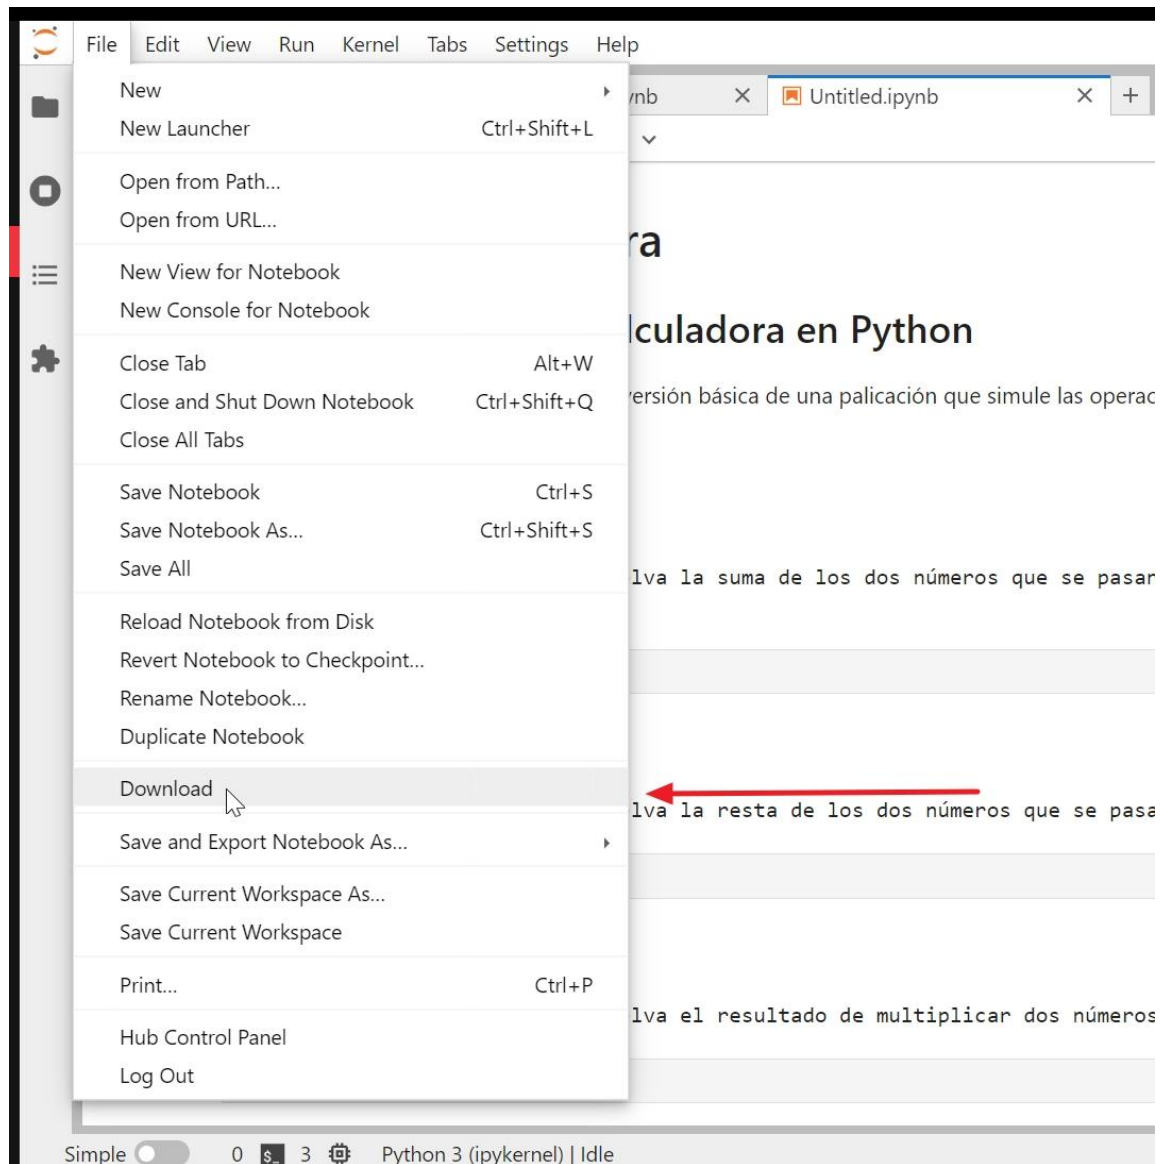 File Edit View Run Kernel Tabs Settings Help
New
New Launcher Ctrl+Shift+L
Open from Path...
Open from URL...
New View for Notebook
New Console for Notebook
Close Tab Alt+W
Close and Shut Down Notebook Ctrl+Shift+Q
Close All Tabs
Save Notebook Ctrl+S
Save Notebook As... Ctrl+Shift+S
Save All
Reload Notebook from Disk
Revert Notebook to Checkpoint...
Rename Notebook...
Duplicate Notebook
Download
Save and Export Notebook As...
Save Current Workspace As...
Save Current Workspace
Print... Ctrl+P
Hub Control Panel
Log Out
ynb Untitled.ipynb
ra
lculadora en Python
versión básica de una palicación que simule las operac
lva la suma de los dos números que se pasar
lva la resta de los dos números que se pasa
lva el resultado de multiplicar dos números
Simple 0 $_ 3 Python 3 (ipykernel) | Idle